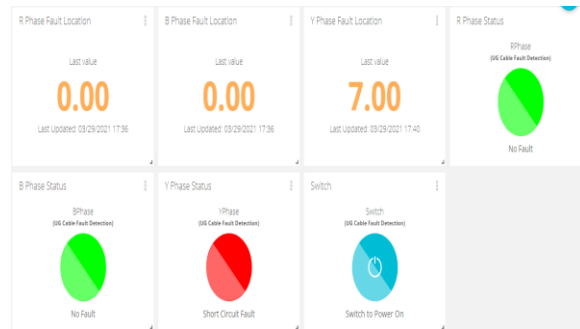 R Phase Fault Location
Last value
0.00
Last Updated: 03/29/2021 17:36
B Phase Fault Location
Last value
0.00
Last Updated: 03/29/2021 17:36
Y Phase Fault Location
Last value
7.00
Last Updated: 03/29/2021 17:40
R Phase Status
RPhase
(UG Cable Fault Detection)
No Fault
B Phase Status
BPhase
(UG Cable Fault Detection)
No Fault
Y Phase Status
YPhase
(UG Cable Fault Detection)
Short Circuit Fault
Switch
Switch
(UG Cable Fault Detection)
Switch to Power On